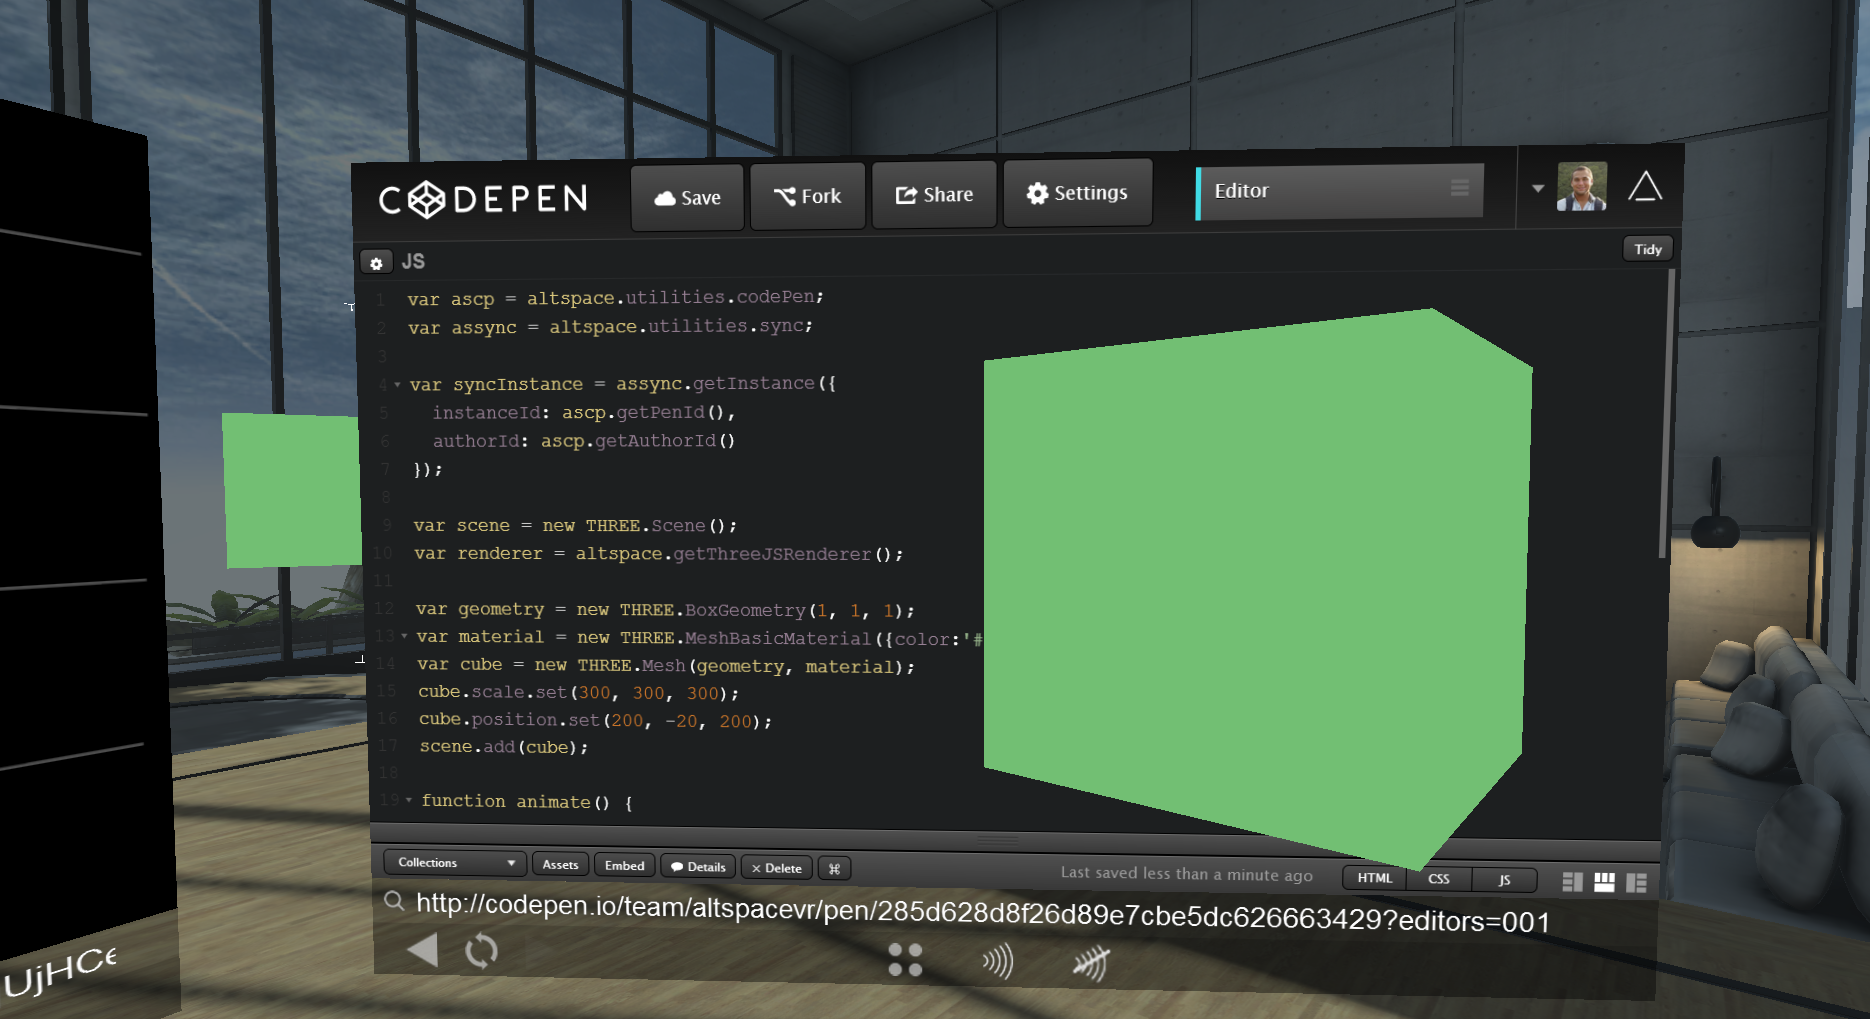 CODEPEN
Save
Fork
Share
Settings
Editor
JS
Tidy
1 var ascp = altspace.utilities.codePen;
2 var assync = altspace.utilities.sync;
3
4 var syncInstance = assync.getInstance({
5 instanceId: ascp.getPenId(),
6 authorId: ascp.getAuthorId()
7 });
8
9 var scene = new THREE.Scene();
10 var renderer = altspace.getThreeJSRenderer();
11
12 var geometry = new THREE.BoxGeometry(1, 1, 1);
13 var material = new THREE.MeshBasicMaterial({color:'#
14 var cube = new THREE.Mesh(geometry, material);
15 cube.scale.set(300, 300, 300);
16 cube.position.set(200, -20, 200);
17 scene.add(cube);
18
19 function animate() {
Collections
Assets
Embed
Details
× Delete
⌘
Last saved less than a minute ago
HTML
CSS
JS
http://codepen.io/team/altspacevr/pen/285d628d8f26d89e7cbe5dc626663429?editors=001
UjHCe